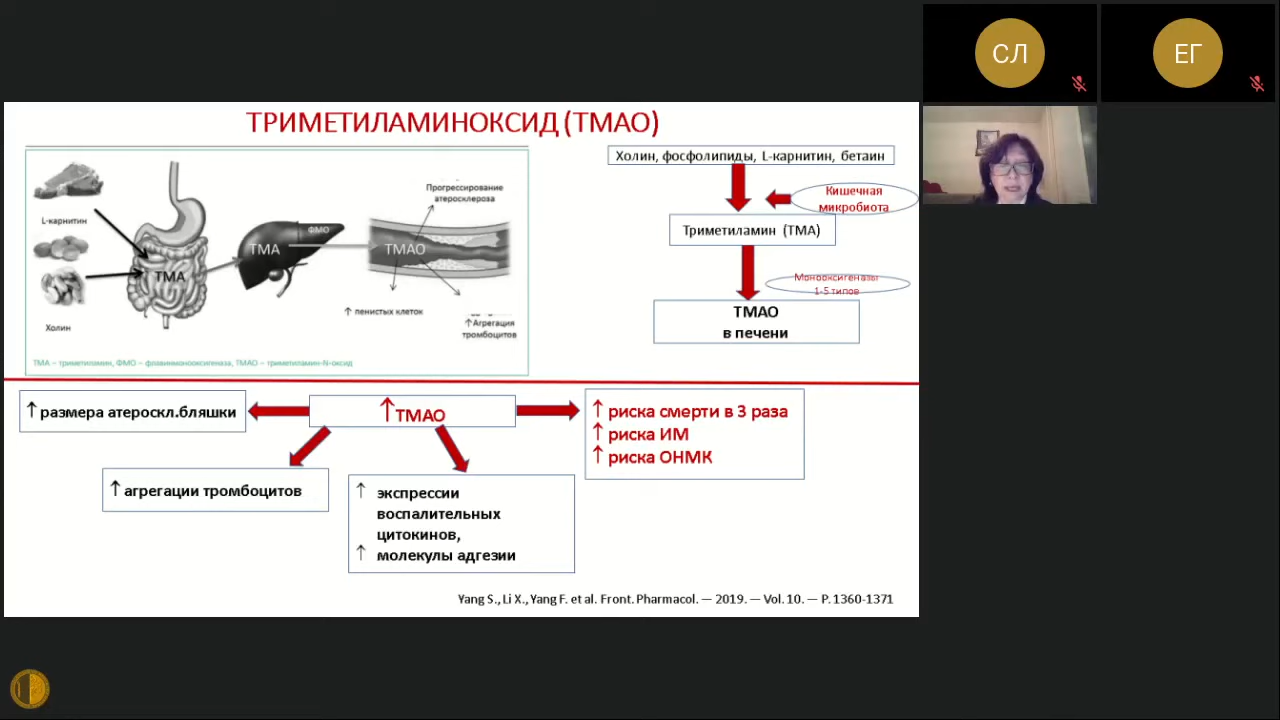 СЛ
ЕГ
ТРИМЕТИЛАМИНОКСИД (ТМАО)
L-карнитин
Холин
ТМА
ТМА
ФМО
ТМАО
Прогрессирование
атеросклероза
↑ пенистых клеток
↑Агрегация
тромбоцитов
ТМА – триметиламин, ФМО – флавинмонооксигеназа, ТМАО – триметиламин-N-оксид
Холин, фосфолипиды, L-карнитин, бетаин
Кишечная
микробиота
Триметиламин (ТМА)
Монооксигеназы
1-5 типов
ТМАО
в печени
↑ размера атероскл.бляшки
↑ТМАО
↑ риска смерти в 3 раза
↑ риска ИМ
↑ риска ОНМК
↑ агрегации тромбоцитов
↑ экспрессии
воспалительных
цитокинов,
↑ молекулы адгезии
Yang S., Li X., Yang F. et al. Front. Pharmacol. — 2019. — Vol. 10. — P. 1360-1371